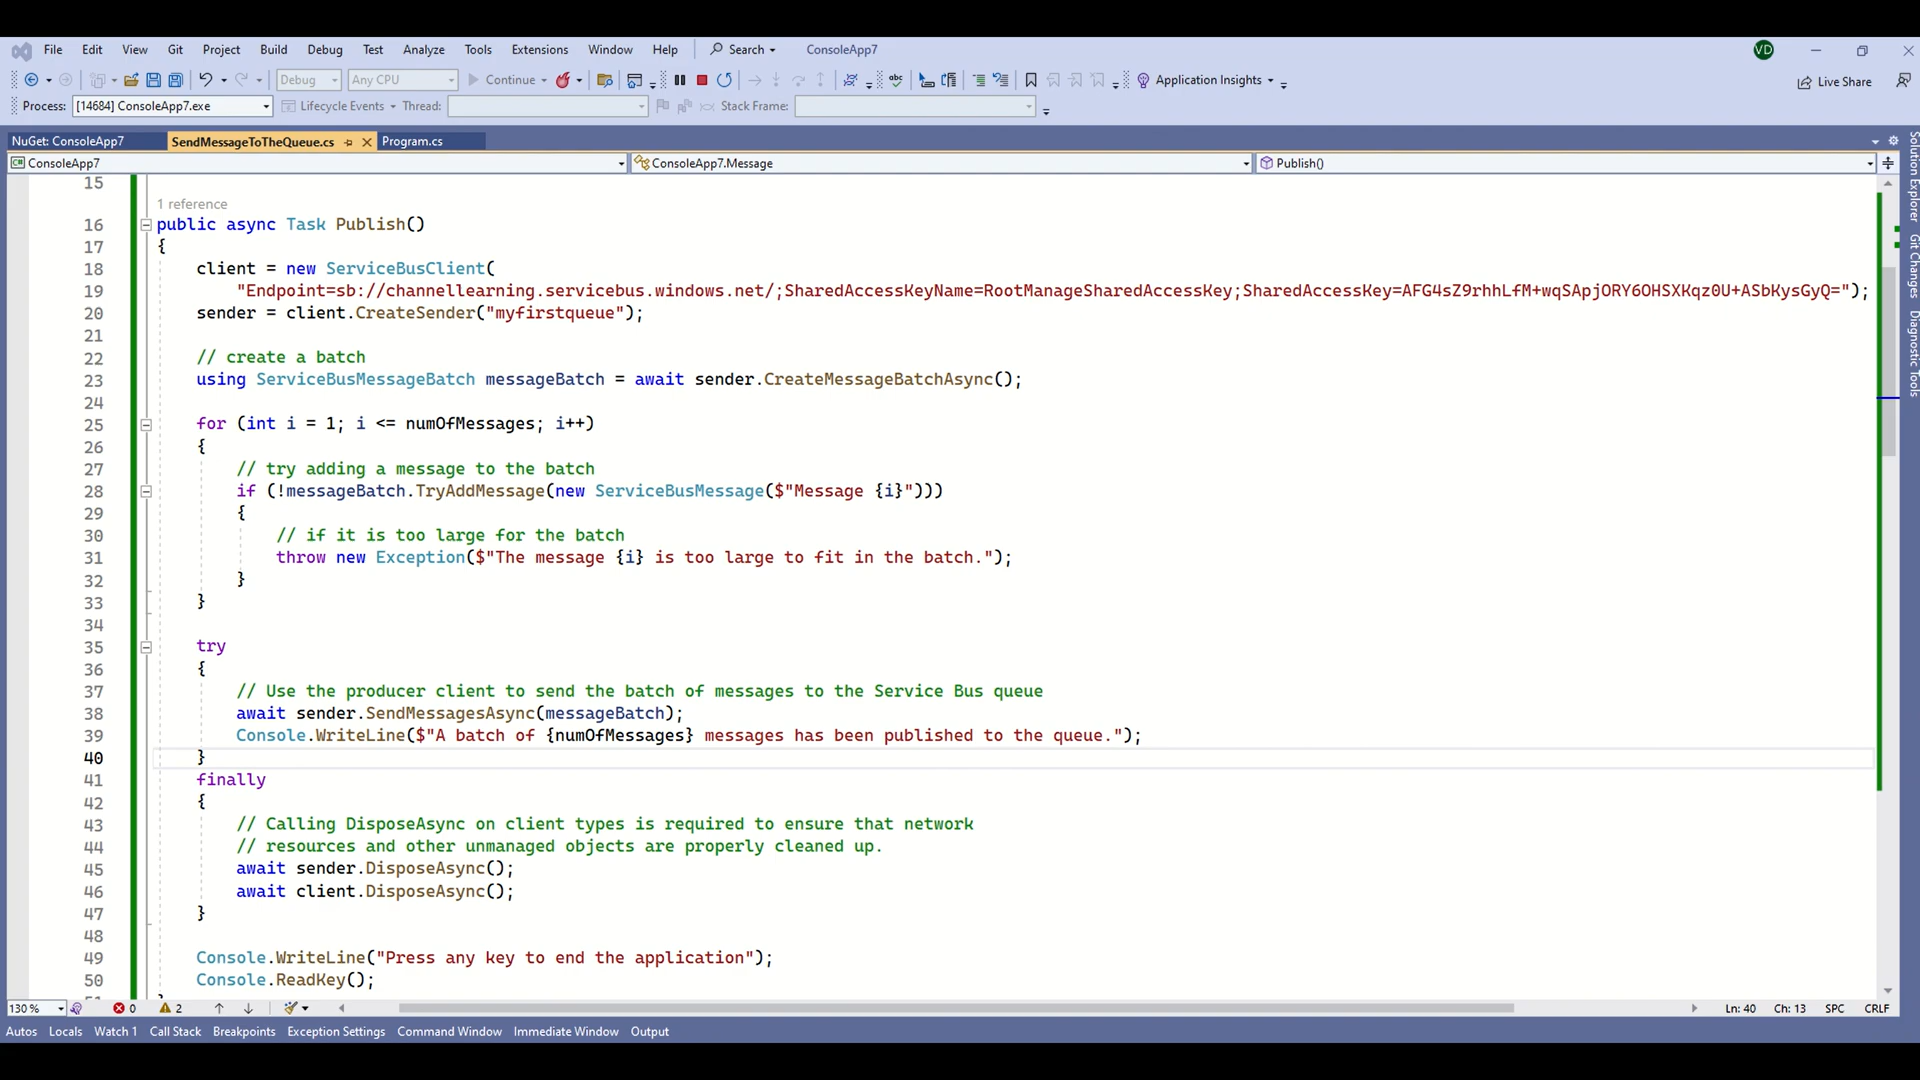 File Edit View Git Project Build Debug Test Analyze Tools Extensions Window Help Search ConsoleApp7 VD
Debug Any CPU Continue abc Application Insights Live Share
Process: [14684] ConsoleApp7.exe Lifecycle Events Thread: Stack Frame:
NuGet: ConsoleApp7 SendMessageToTheQueue.cs Program.cs
C# ConsoleApp7 ConsoleApp7.Message Publish()
15
1 reference
16 public async Task Publish()
17 {
18 client = new ServiceBusClient(
19 "Endpoint=sb://channellearning.servicebus.windows.net/;SharedAccessKeyName=RootManageSharedAccessKey;SharedAccessKey=AFG4sZ9rhhLfM+wqSApjORY6OHSXKqz0U+ASbKysGyQ=");
20 sender = client.CreateSender("myfirstqueue");
21
22 // create a batch
23 using ServiceBusMessageBatch messageBatch = await sender.CreateMessageBatchAsync();
24
25 for (int i = 1; i <= numOfMessages; i++)
26 {
27 // try adding a message to the batch
28 if (!messageBatch.TryAddMessage(new ServiceBusMessage($"Message {i}")))
29 {
30 // if it is too large for the batch
31 throw new Exception($"The message {i} is too large to fit in the batch.");
32 }
33 }
34
35 try
36 {
37 // Use the producer client to send the batch of messages to the Service Bus queue
38 await sender.SendMessagesAsync(messageBatch);
39 Console.WriteLine($"A batch of {numOfMessages} messages has been published to the queue.");
40 }
41 finally
42 {
43 // Calling DisposeAsync on client types is required to ensure that network
44 // resources and other unmanaged objects are properly cleaned up.
45 await sender.DisposeAsync();
46 await client.DisposeAsync();
47 }
48
49 Console.WriteLine("Press any key to end the application");
50 Console.ReadKey();
130 % 0 2 Ln: 40 Ch: 13 SPC CRLF
Autos Locals Watch 1 Call Stack Breakpoints Exception Settings Command Window Immediate Window Output
Solution Explorer
Git Changes
Diagnostic Tools